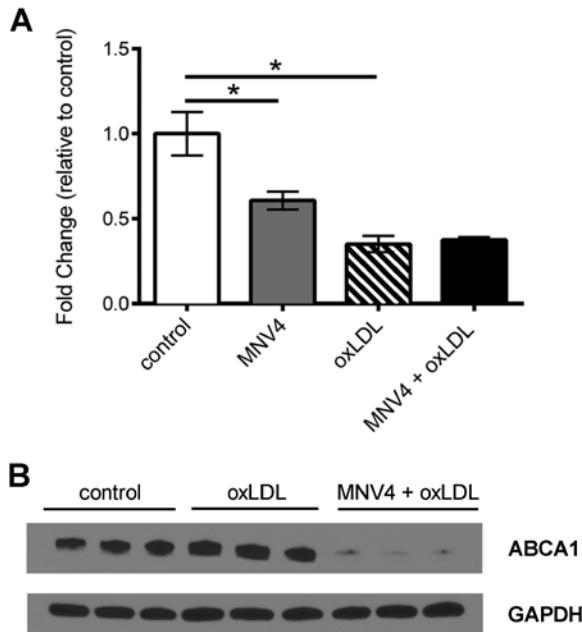 A
Fold Change (relative to control)
1.5
1.0
0.5
0.0
*
*
control
MNV4
oxLDL
MNV4 + oxLDL
B
control oxLDL MNV4 + oxLDL
ABCA1
GAPDH